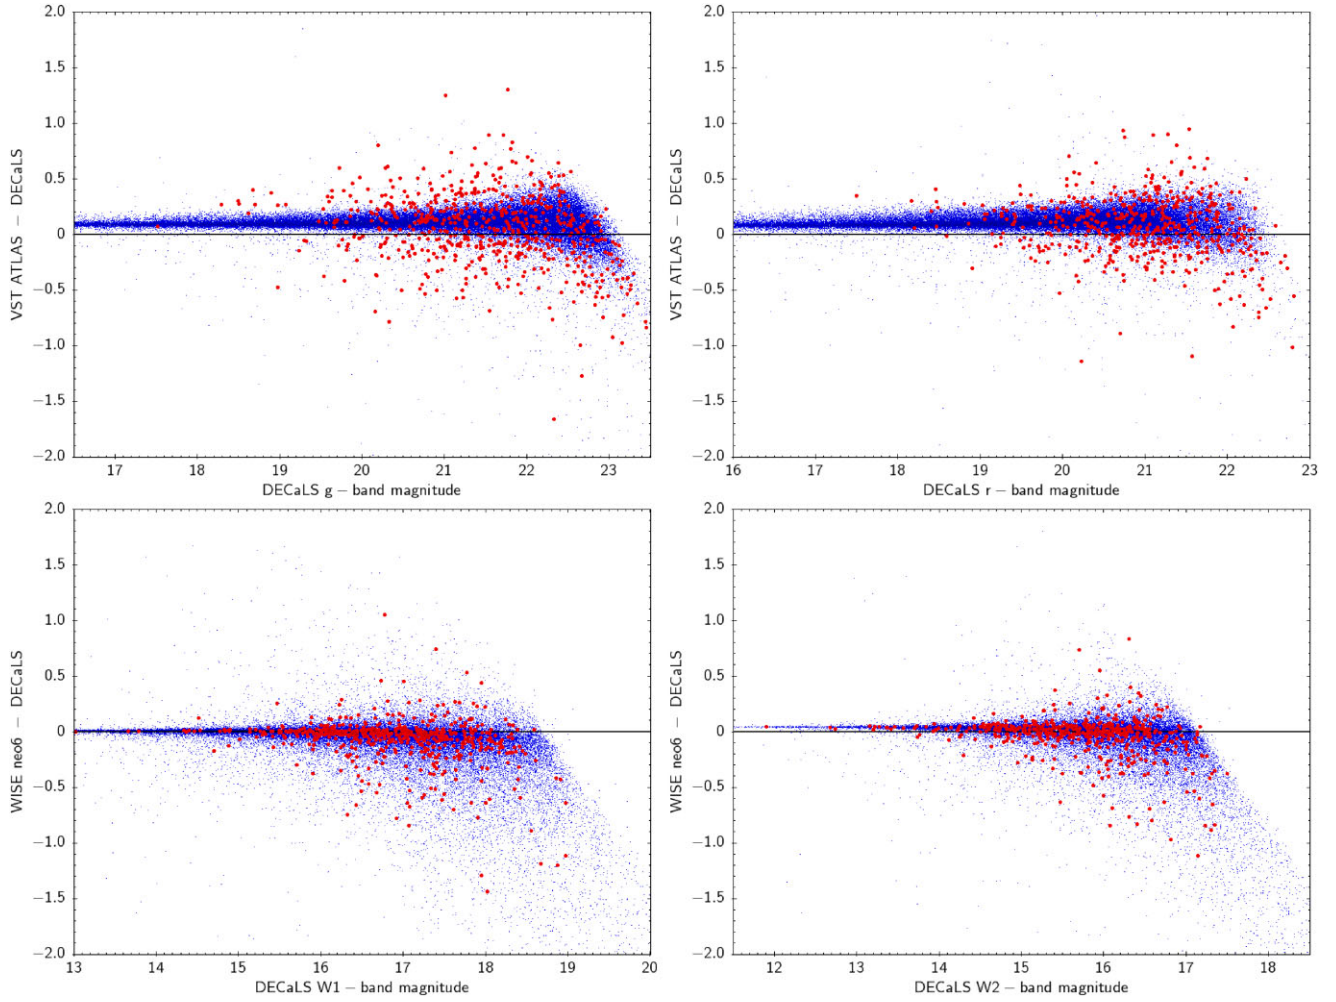 2.0 1.5 1.0 0.5 0 −0.5 −1.0 −1.5 −2.0
VST ATLAS − DECaLS
17 18 19 20 21 22 23
DECaLS g − band magnitude
2.0 1.5 1.0 0.5 0 −0.5 −1.0 −1.5 −2.0
VST ATLAS − DECaLS
16 17 18 19 20 21 22 23
DECaLS r − band magnitude
2.0 1.5 1.0 0.5 0 −0.5 −1.0 −1.5 2.0
WISE neo6 − DECaLS
13 14 15 16 17 18 19 20
DECaLS W1 − band magnitude
2.0 1.5 1.0 0.5 0 −0.5 −1.0 −1.5 −2.0
WISE neo6 − DECaLS
12 13 14 15 16 17 18
DECaLS W2 − band magnitude